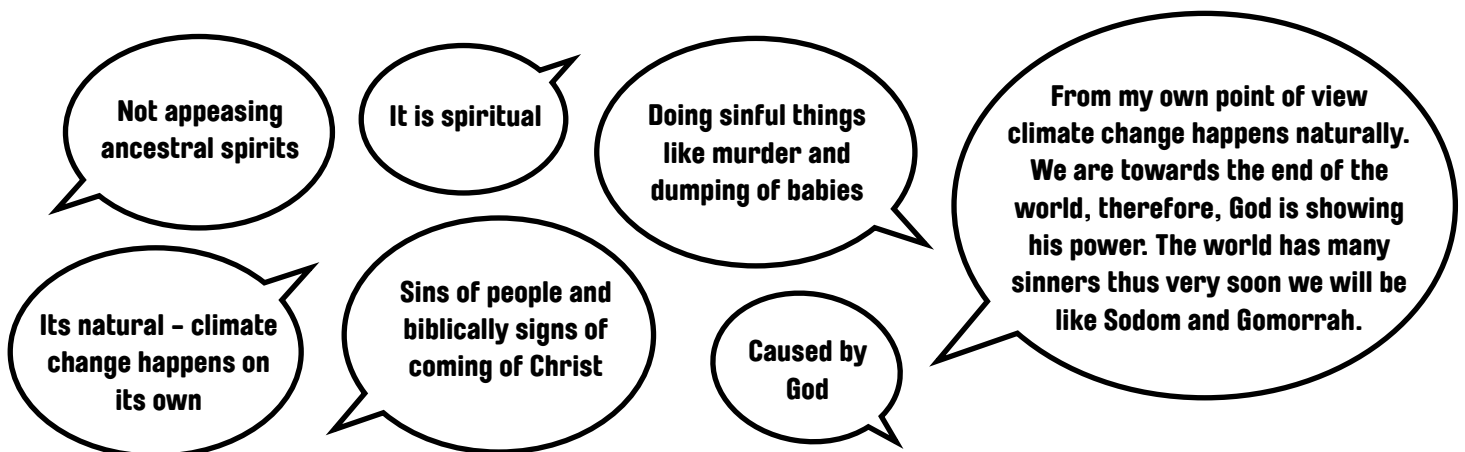 Not appeasing
ancestral spirits
It is spiritual
Doing sinful things
like murder and
dumping of babies
From my own point of view
climate change happens naturally.
We are towards the end of the
world, therefore, God is showing
his power. The world has many
sinners thus very soon we will be
like Sodom and Gomorrah.
Its natural – climate
change happens on
its own
Sins of people and
biblically signs of
coming of Christ
Caused by
God